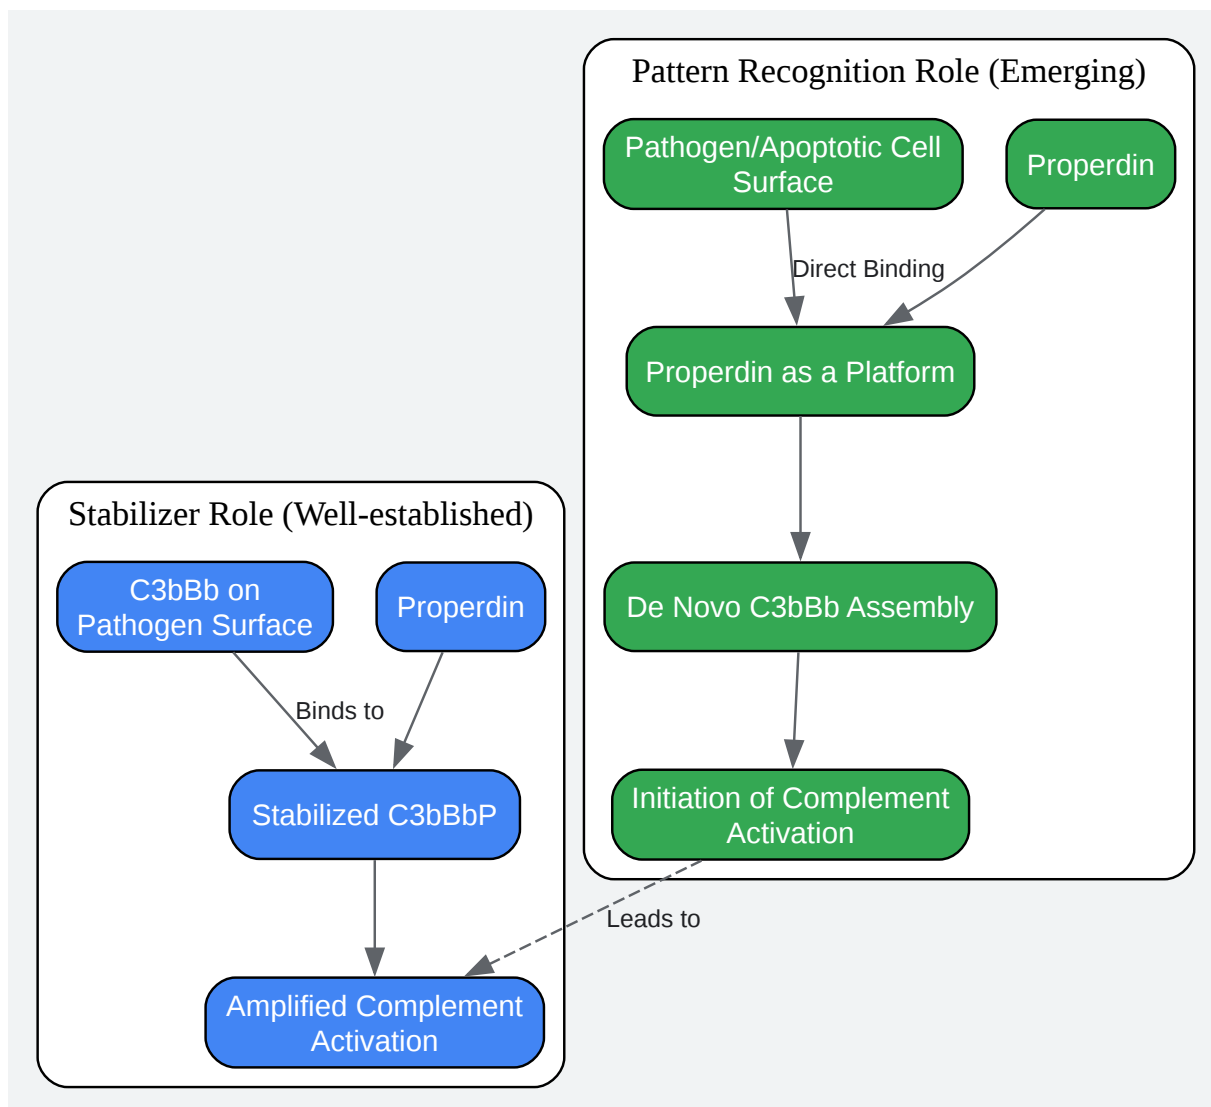 Pattern Recognition Role (Emerging)
Pathogen/Apoptotic Cell
Surface
Properdin
Direct Binding
Properdin as a Platform
De Novo C3bBb Assembly
Initiation of Complement
Activation
Leads to
Stabilizer Role (Well-established)
C3bBb on
Pathogen Surface
Properdin
Binds to
Stabilized C3bBbP
Amplified Complement
Activation